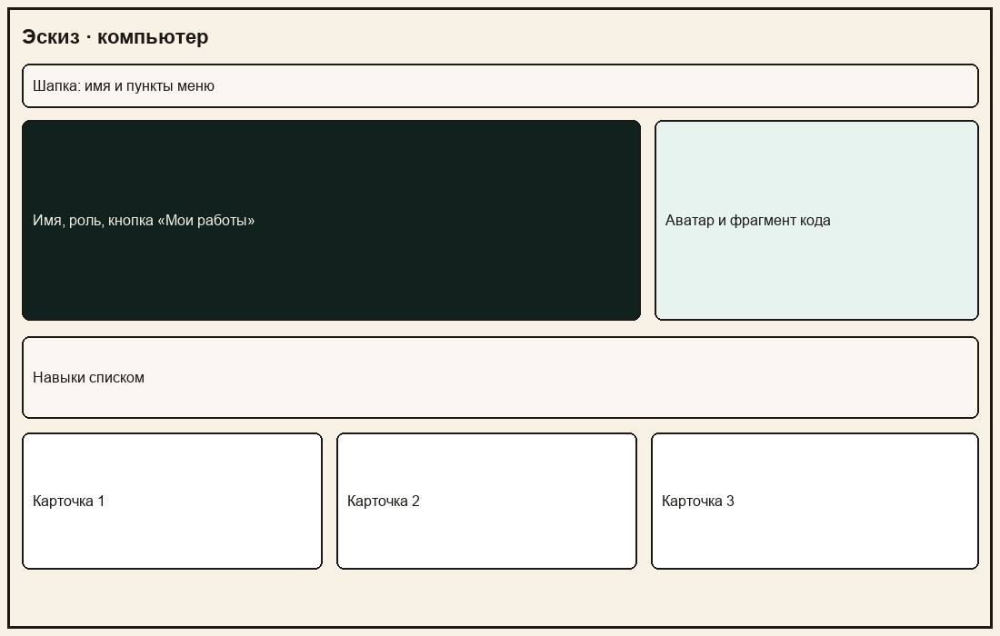 Эскиз · компьютер
Шапка: имя и пункты меню
Имя, роль, кнопка «Мои работы»
Аватар и фрагмент кода
Навыки списком
Карточка 1
Карточка 2
Карточка 3